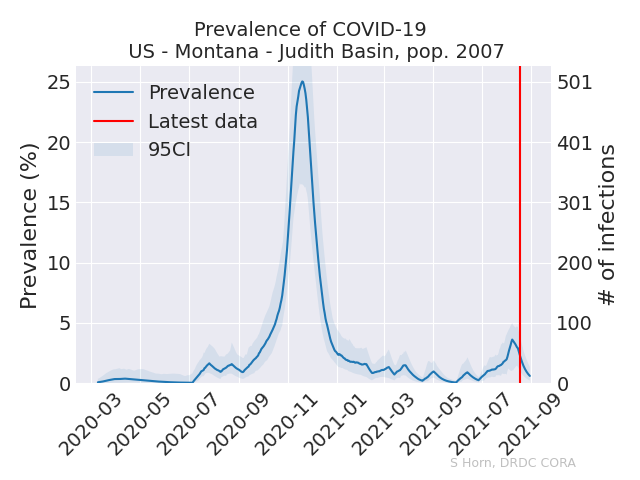 Prevalence of COVID-19
US - Montana - Judith Basin, pop. 2007
Prevalence
Latest data
95CI
Prevalence (%)
25
20
15
10
5
0
501
401
301
200
100
0
# of infections
2020-03
2020-05
2020-07
2020-09
2020-11
2021-01
2021-03
2021-05
2021-07
2021-09
S Horn, DRDC CORA